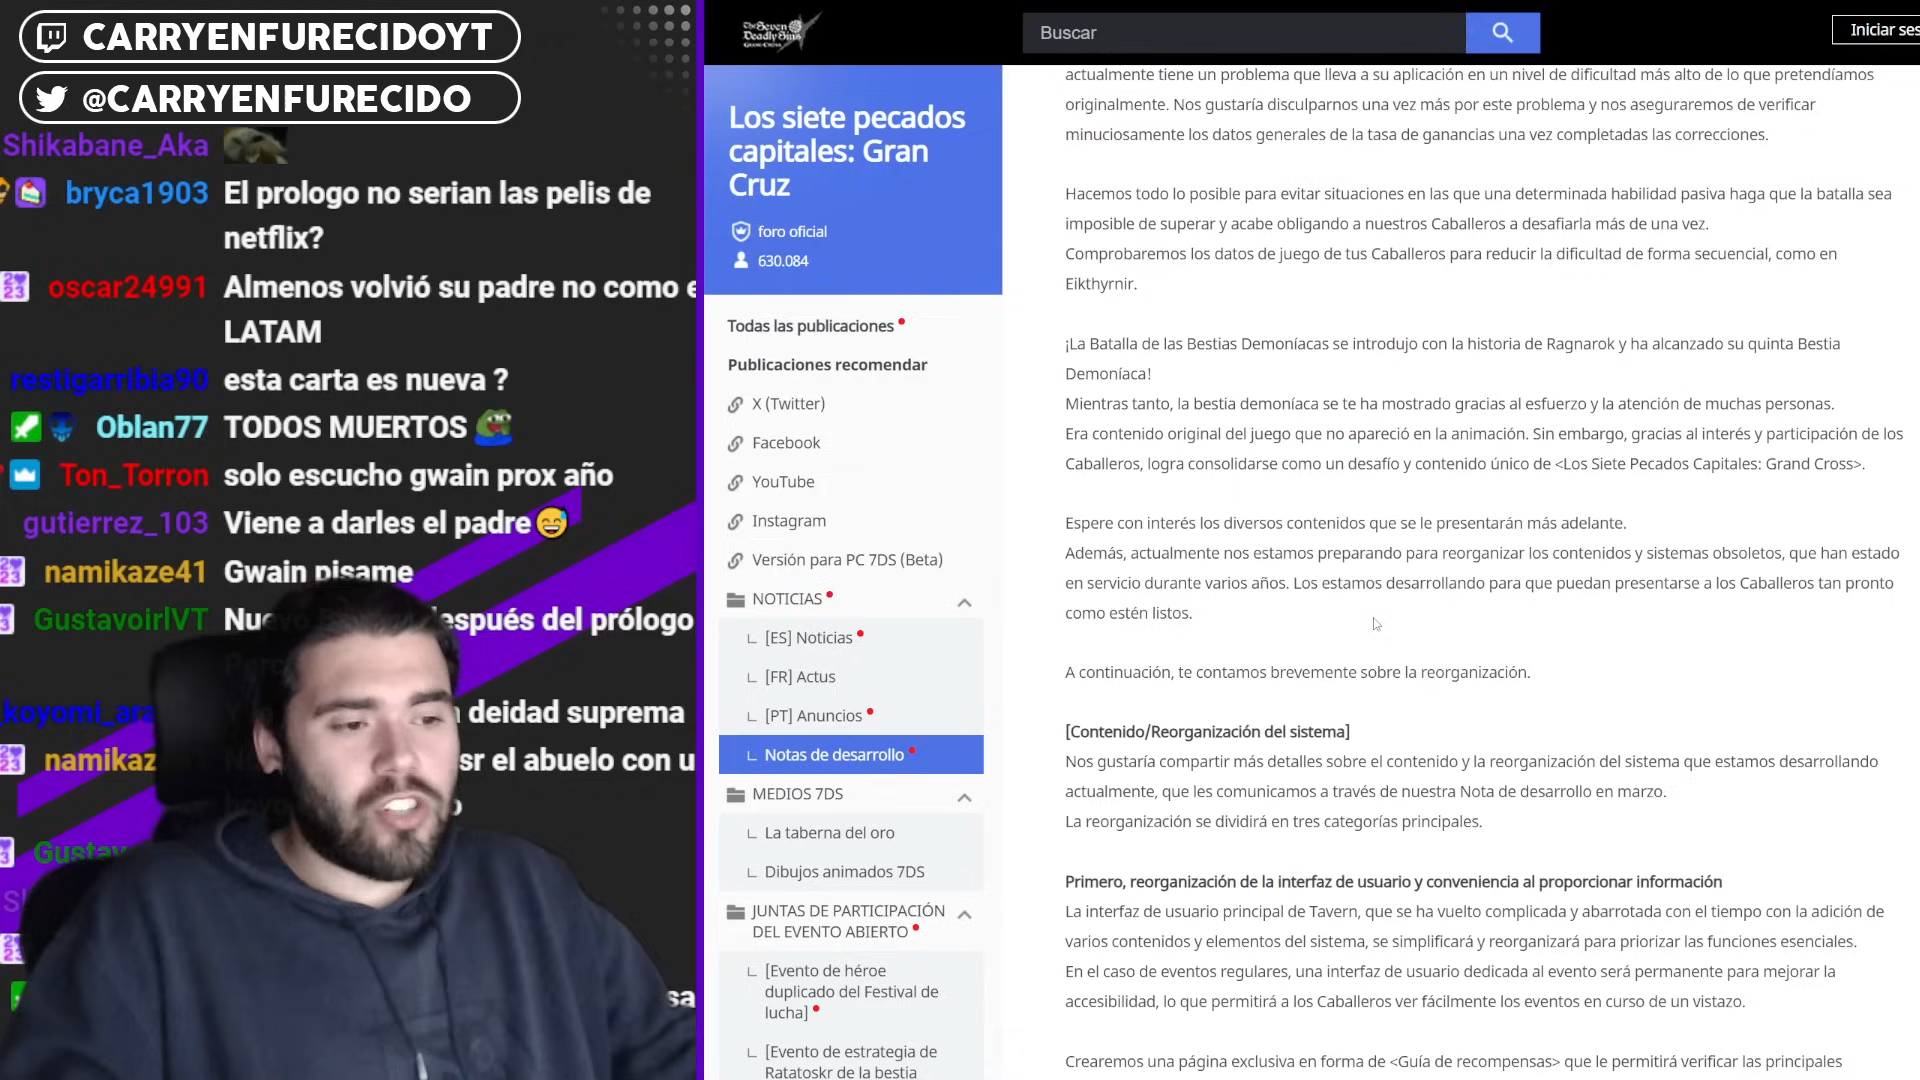 CARRYENFURECIDOYT
@CARRYENFURECIDO
Shikabane_Aka
bryca1903 El prologo no serian las pelis de
netflix?
oscar24991 Almenos volvió su padre no como e
LATAM
restigarribia90 esta carta es nueva ?
Oblan77 TODOS MUERTOS
Ton_Torron solo escucho gwain prox año
gutierrez_103 Viene a darles el padre
namikaze41 Gwain pisame
GustavoirlVT después del prólogo
deidad suprema
namikaz sr el abuelo con u
Gustav
The Seven
Deadly Sins
GRAND CROSS
Buscar
Iniciar ses
Los siete pecados
capitales: Gran
Cruz
foro oficial
630.084
Todas las publicaciones
Publicaciones recomendar
X (Twitter)
Facebook
YouTube
Instagram
Versión para PC 7DS (Beta)
NOTICIAS
[ES] Noticias
[FR] Actus
[PT] Anuncios
Notas de desarrollo
MEDIOS 7DS
La taberna del oro
Dibujos animados 7DS
JUNTAS DE PARTICIPACIÓN
DEL EVENTO ABIERTO
[Evento de héroe
duplicado del Festival de
lucha]
[Evento de estrategia de
Ratatoskr de la bestia
actualmente tiene un problema que lleva a su aplicación en un nivel de dificultad más alto de lo que pretendíamos
originalmente. Nos gustaría disculparnos una vez más por este problema y nos aseguraremos de verificar
minuciosamente los datos generales de la tasa de ganancias una vez completadas las correcciones.
Hacemos todo lo posible para evitar situaciones en las que una determinada habilidad pasiva haga que la batalla sea
imposible de superar y acabe obligando a nuestros Caballeros a desafiarla más de una vez.
Comprobaremos los datos de juego de tus Caballeros para reducir la dificultad de forma secuencial, como en
Eikthyrnir.
¡La Batalla de las Bestias Demoníacas se introdujo con la historia de Ragnarok y ha alcanzado su quinta Bestia
Demoníaca!
Mientras tanto, la bestia demoníaca se te ha mostrado gracias al esfuerzo y la atención de muchas personas.
Era contenido original del juego que no apareció en la animación. Sin embargo, gracias al interés y participación de los
Caballeros, logra consolidarse como un desafío y contenido único de <Los Siete Pecados Capitales: Grand Cross>.
Espere con interés los diversos contenidos que se le presentarán más adelante.
Además, actualmente nos estamos preparando para reorganizar los contenidos y sistemas obsoletos, que han estado
en servicio durante varios años. Los estamos desarrollando para que puedan presentarse a los Caballeros tan pronto
como estén listos.
A continuación, te contamos brevemente sobre la reorganización.
[Contenido/Reorganización del sistema]
Nos gustaría compartir más detalles sobre el contenido y la reorganización del sistema que estamos desarrollando
actualmente, que les comunicamos a través de nuestra Nota de desarrollo en marzo.
La reorganización se dividirá en tres categorías principales.
Primero, reorganización de la interfaz de usuario y conveniencia al proporcionar información
La interfaz de usuario principal de Tavern, que se ha vuelto complicada y abarrotada con el tiempo con la adición de
varios contenidos y elementos del sistema, se simplificará y reorganizará para priorizar las funciones esenciales.
En el caso de eventos regulares, una interfaz de usuario dedicada al evento será permanente para mejorar la
accesibilidad, lo que permitirá a los Caballeros ver fácilmente los eventos en curso de un vistazo.
Crearemos una página exclusiva en forma de <Guía de recompensas> que le permitirá verificar las principales